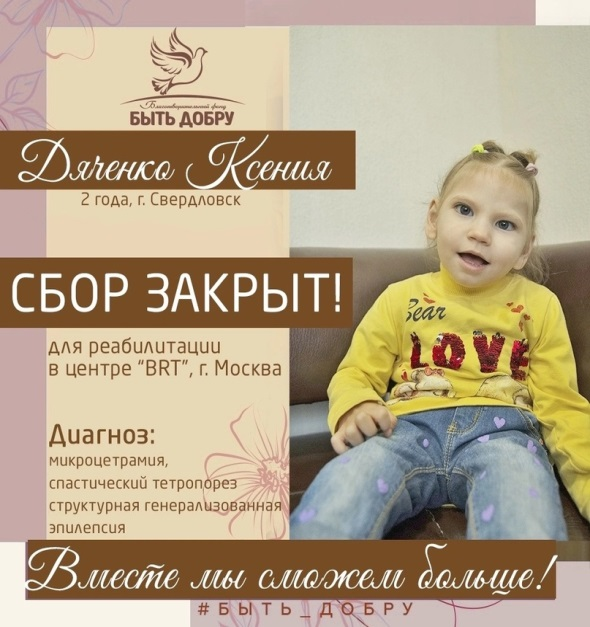 Благотворительный фонд
БЫТЬ ДОБРУ
Дяченко Ксения
2 года, г. Свердловск
СБОР ЗАКРЫТ!
для реабилитации
в центре “BRT”, г. Москва
Диагноз:
микроцетрамия,
спастический тетропорез
структурная генерализованная
эпилепсия
Bear
LOVE
Вместе мы сможем больше!
#БЫТЬ_ДОБРУ